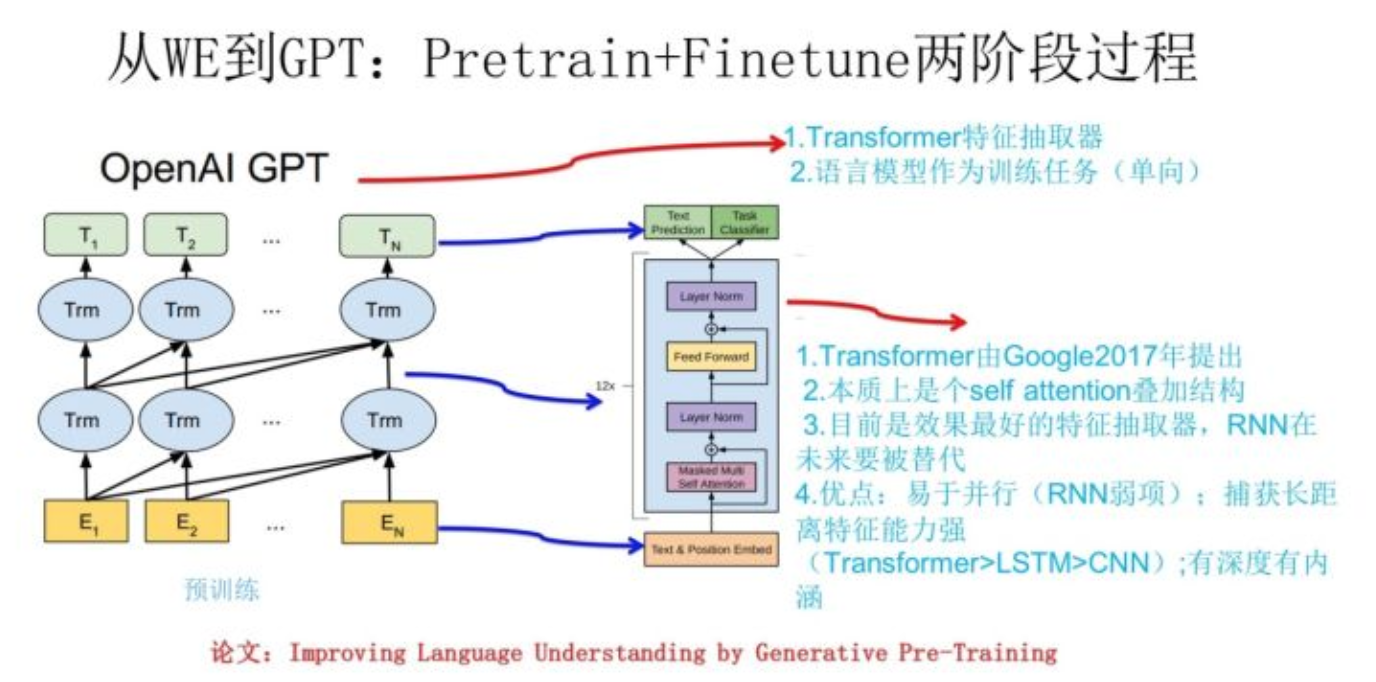 从WE到GPT：Pretrain+Finetune两阶段过程
OpenAI GPT
1.Transformer特征抽取器
2.语言模型作为训练任务（单向）
T1 T2 ... TN
Trm Trm ... Trm
Trm Trm ... Trm
E1 E2 ... EN
预训练
Text Prediction
Task Classifier
Layer Norm
+
Feed Forward
12x
Layer Norm
+
Masked Multi
Self Attention
Text & Position Embed
1.Transformer由Google2017年提出
2.本质上是个self attention叠加结构
3.目前是效果最好的特征抽取器，RNN在
未来要被替代
4.优点：易于并行（RNN弱项）；捕获长距
离特征能力强
（Transformer>LSTM>CNN）;有深度有内
涵
论文：Improving Language Understanding by Generative Pre-Training